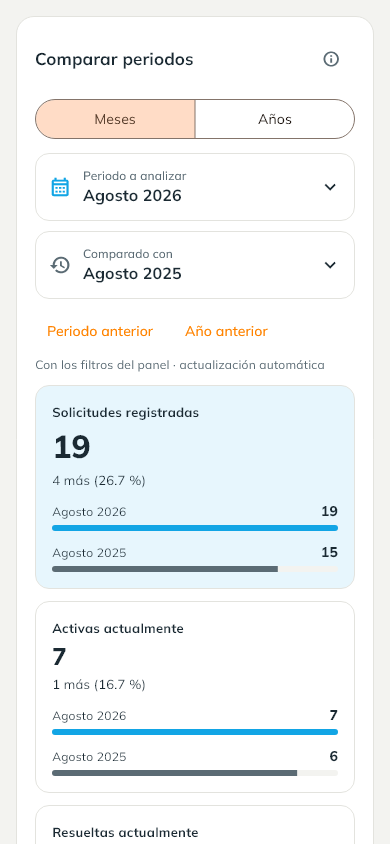 Comparar periodos
Meses
Años
Periodo a analizar
Agosto 2026
Comparado con
Agosto 2025
Periodo anterior
Año anterior
Con los filtros del panel · actualización automática
Solicitudes registradas
19
4 más (26.7 %)
Agosto 2026 19
Agosto 2025 15
Activas actualmente
7
1 más (16.7 %)
Agosto 2026 7
Agosto 2025 6
Resueltas actualmente